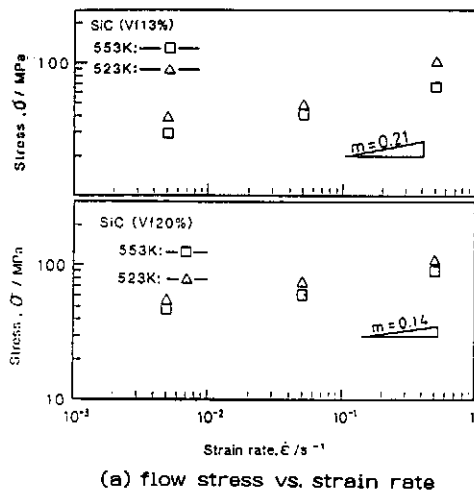 SiC (Vf13%)
553K:—□—
523K:—△—
100
Stress , σ / MPa
m=0.21
SiC (Vf20%)
553K:—□—
523K:—△—
100
Stress , σ / MPa
m=0.14
10
10⁻³ 10⁻² 10⁻¹ 1
Strain rate, ε̇ /s⁻¹
(a) flow stress vs. strain rate